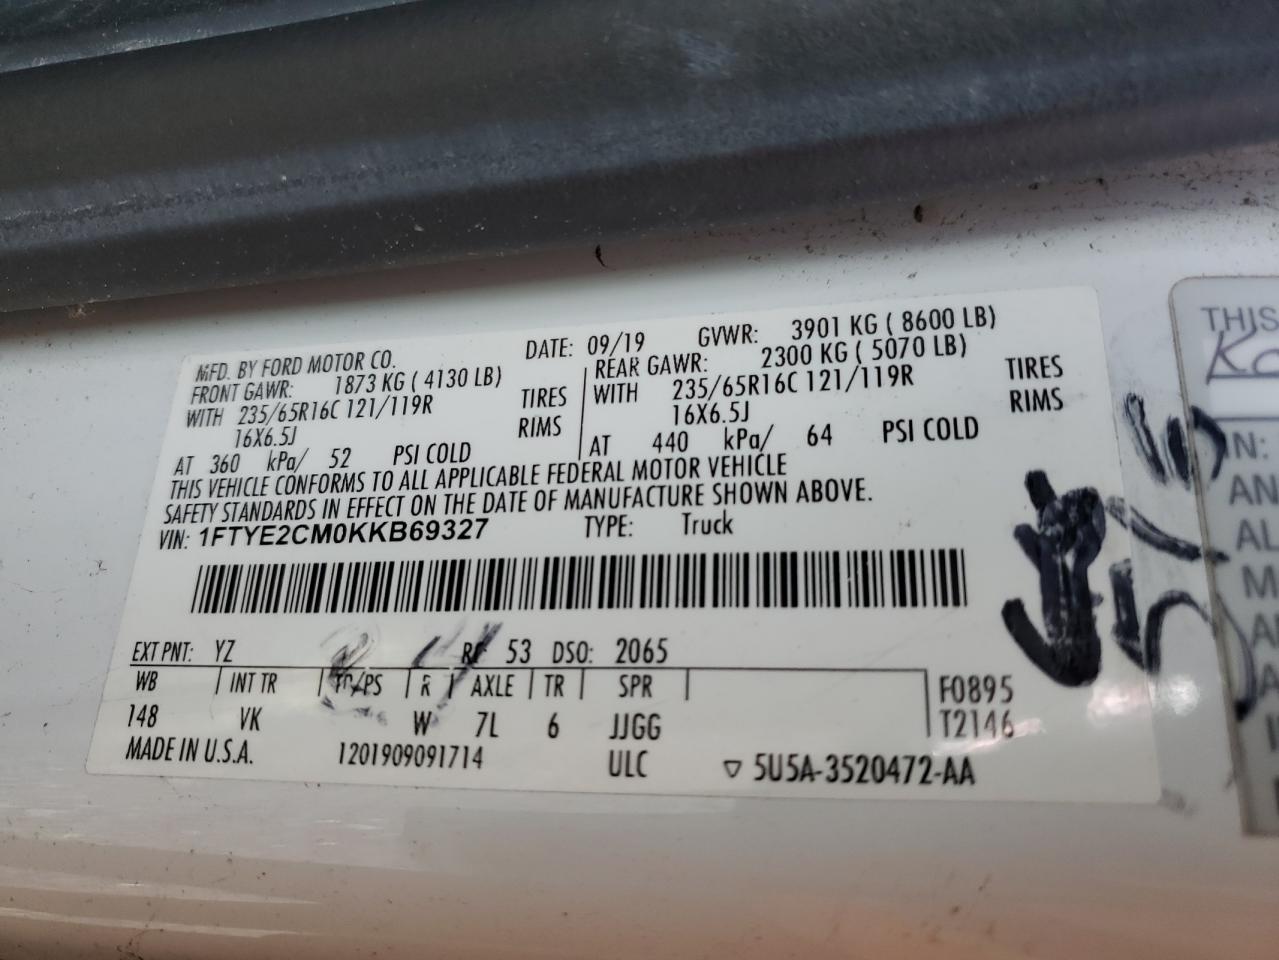 MFD. BY FORD MOTOR CO. DATE: 09/19 GVWR: 3901 KG ( 8600 LB)
FRONT GAWR: 1873 KG ( 4130 LB) REAR GAWR: 2300 KG ( 5070 LB)
WITH 235/65R16C 121/119R TIRES WITH 235/65R16C 121/119R TIRES
16X6.5J RIMS 16X6.5J RIMS
AT 360 kPa/ 52 PSI COLD AT 440 kPa/ 64 PSI COLD
THIS VEHICLE CONFORMS TO ALL APPLICABLE FEDERAL MOTOR VEHICLE
SAFETY STANDARDS IN EFFECT ON THE DATE OF MANUFACTURE SHOWN ABOVE.
VIN: 1FTYE2CM0KKB69327 TYPE: Truck
EXT PNT: YZ RC 53 DSO: 2065
WB INT TR TP/PS R AXLE TR SPR F0895
148 VK W 7L 6 JJGG T2146
MADE IN U.S.A. 1201909091714 ULC ▽ 5U5A-3520472-AA
THIS